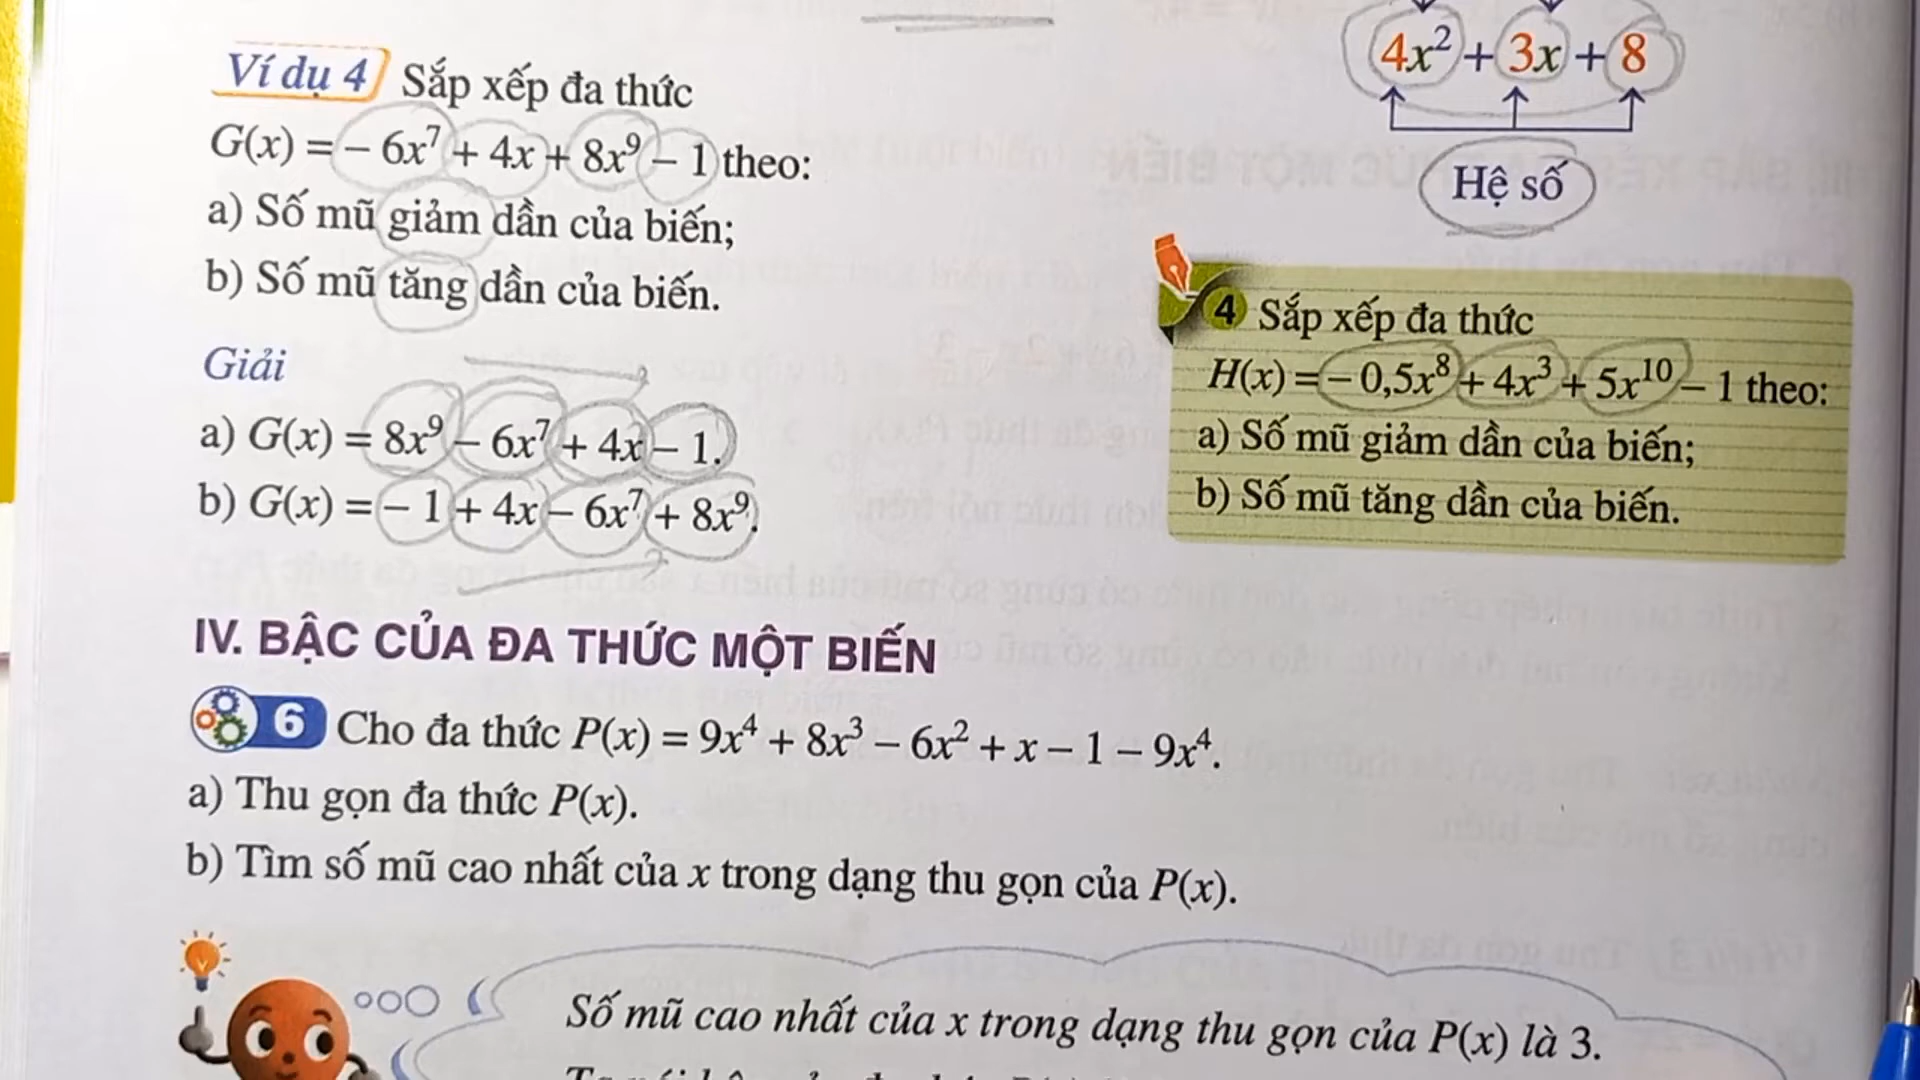 Ví dụ 4 Sắp xếp đa thức
G(x) = – 6x⁷ + 4x + 8x⁹ – 1 theo:
a) Số mũ giảm dần của biến;
b) Số mũ tăng dần của biến.
Giải
a) G(x) = 8x⁹ – 6x⁷ + 4x – 1.
b) G(x) = – 1 + 4x – 6x⁷ + 8x⁹.
4x² + 3x + 8
Hệ số
4 Sắp xếp đa thức
H(x) = – 0,5x⁸ + 4x³ + 5x¹⁰ – 1 theo:
a) Số mũ giảm dần của biến;
b) Số mũ tăng dần của biến.
IV. BẬC CỦA ĐA THỨC MỘT BIẾN
6 Cho đa thức P(x) = 9x⁴ + 8x³ – 6x² + x – 1 – 9x⁴.
a) Thu gọn đa thức P(x).
b) Tìm số mũ cao nhất của x trong dạng thu gọn của P(x).
Số mũ cao nhất của x trong dạng thu gọn của P(x) là 3.